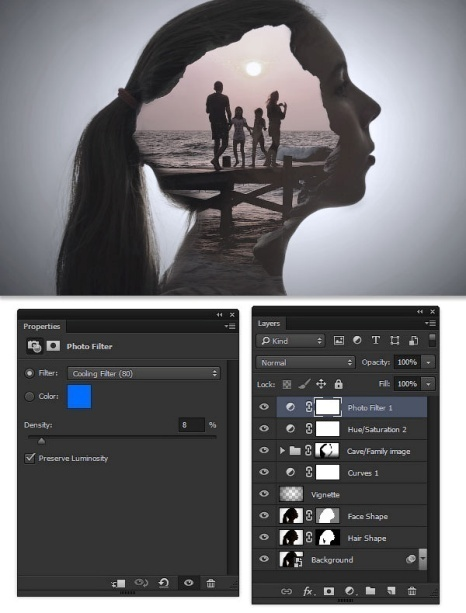 Properties
Photo Filter
Filter: Cooling Filter (80)
Color:
Density: 8 %
Preserve Luminosity
Layers
Kind
Normal Opacity: 100%
Lock: Fill: 100%
Photo Filter 1
Hue/Saturation 2
Cave/Family image
Curves 1
Vignette
Face Shape
Hair Shape
Background
fx